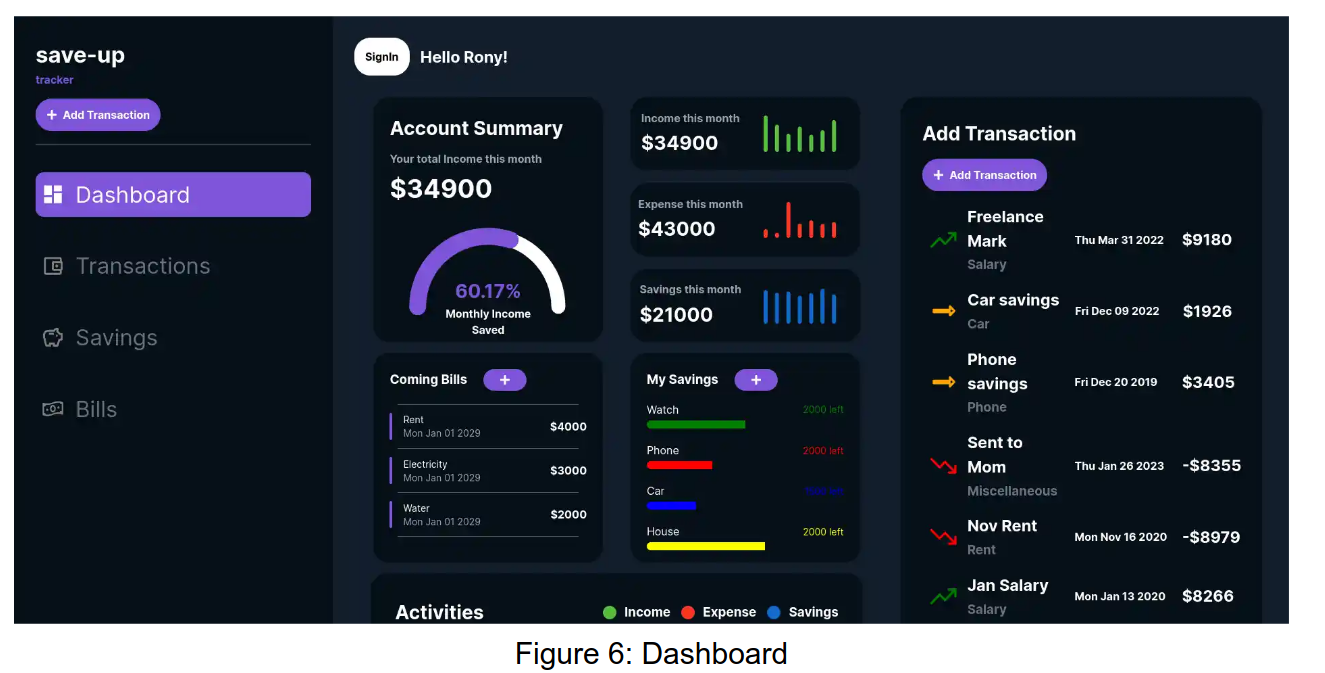 save-up
tracker
+ Add Transaction
Dashboard
Transactions
Savings
Bills
SignIn
Hello Rony!
Account Summary
Your total Income this month
$34900
60.17%
Monthly Income
Saved
Income this month
$34900
Expense this month
$43000
Savings this month
$21000
Coming Bills
+
Rent
Mon Jan 01 2029
$4000
Electricity
Mon Jan 01 2029
$3000
Water
Mon Jan 01 2029
$2000
My Savings
+
Watch
2000 left
Phone
2000 left
Car
left
House
2000 left
Activities
Income
Expense
Savings
Add Transaction
+ Add Transaction
Freelance
Mark
Salary
Thu Mar 31 2022
$9180
Car savings
Car
Fri Dec 09 2022
$1926
Phone
savings
Phone
Fri Dec 20 2019
$3405
Sent to
Mom
Miscellaneous
Thu Jan 26 2023
-$8355
Nov Rent
Rent
Mon Nov 16 2020
-$8979
Jan Salary
Salary
Mon Jan 13 2020
$8266
Figure 6: Dashboard